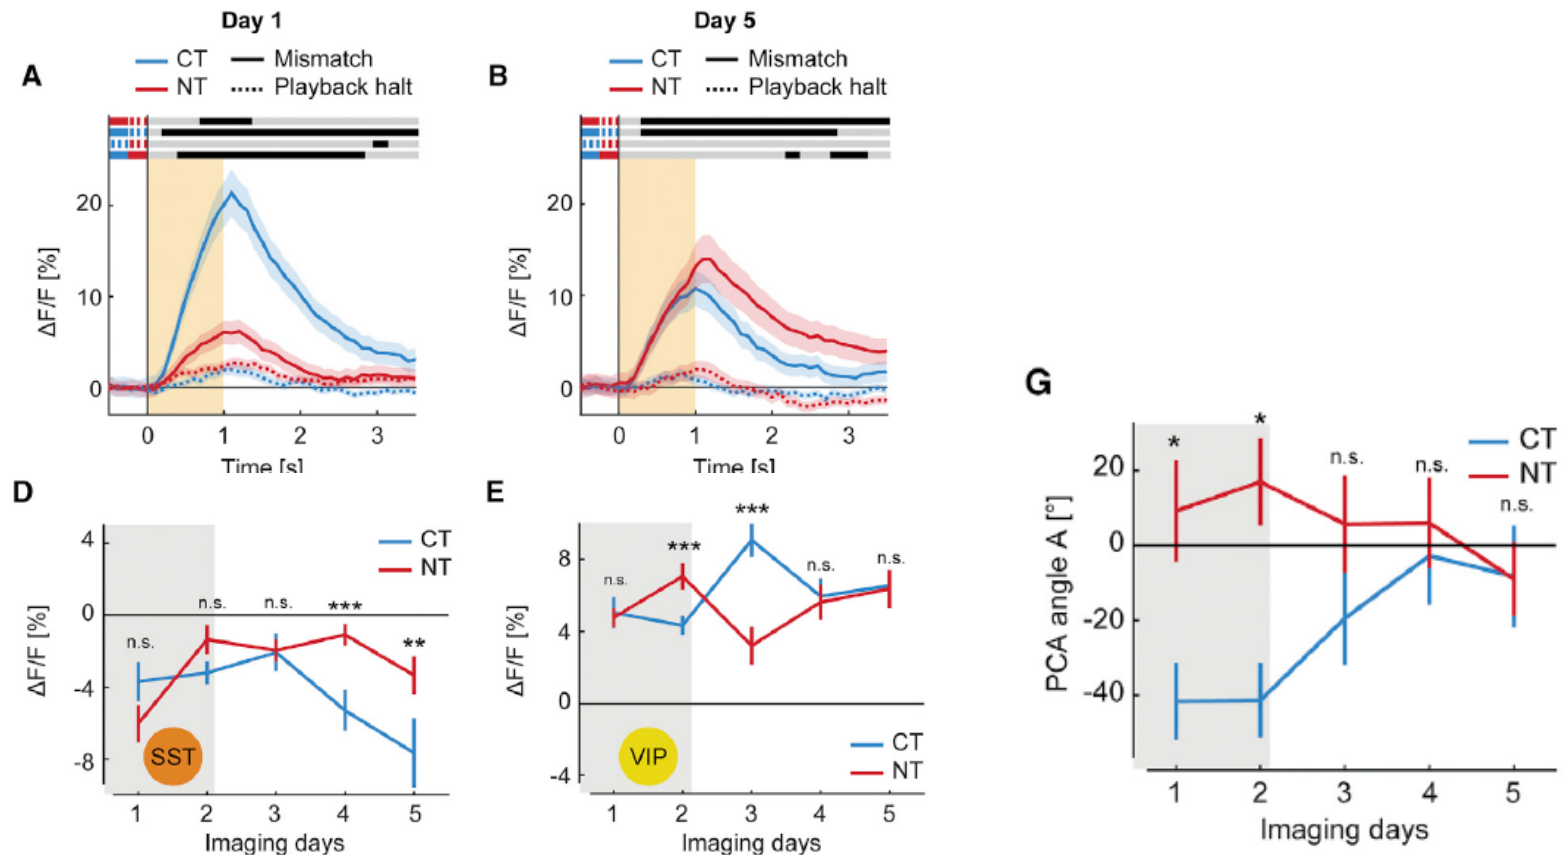 Day 1
Day 5
A
CT
Mismatch
NT
Playback halt
B
CT
Mismatch
NT
Playback halt
ΔF/F [%]
20
10
0
0 1 2 3
Time [s]
ΔF/F [%]
20
10
0
0 1 2 3
Time [s]
D
CT
NT
ΔF/F [%]
4
0
-4
-8
n.s. n.s. n.s. *** **
SST
1 2 3 4 5
Imaging days
E
ΔF/F [%]
8
4
0
-4
n.s. *** *** n.s. n.s.
VIP
CT
NT
1 2 3 4 5
Imaging days
G
CT
NT
PCA angle A [°]
20
0
-20
-40
* * n.s. n.s. n.s.
1 2 3 4 5
Imaging days